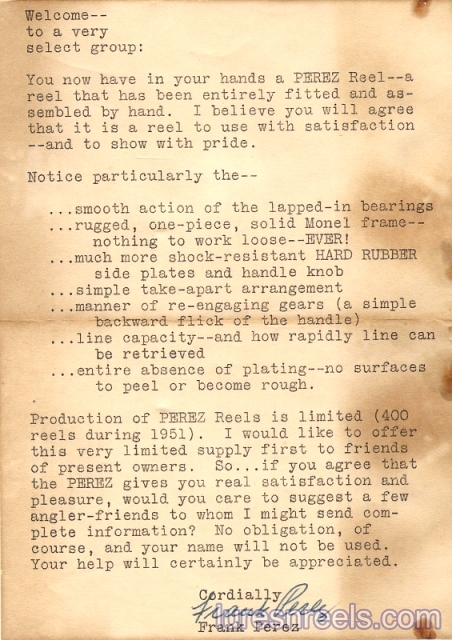 Welcome--
to a very
select group:
You now have in your hands a PEREZ Reel--a
reel that has been entirely fitted and as-
sembled by hand. I believe you will agree
that it is a reel to use with satisfaction
--and to show with pride.
Notice particularly the--
...smooth action of the lapped-in bearings
...rugged, one-piece, solid Monel frame--
nothing to work loose--EVER!
...much more shock-resistant HARD RUBBER
side plates and handle knob
...simple take-apart arrangement
...manner of re-engaging gears (a simple
backward flick of the handle)
...line capacity--and how rapidly line can
be retrieved
...entire absence of plating--no surfaces
to peel or become rough.
Production of PEREZ Reels is limited (400
reels during 1951). I would like to offer
this very limited supply first to friends
of present owners. So...if you agree that
the PEREZ gives you real satisfaction and
pleasure, would you care to suggest a few
angler-friends to whom I might send com-
plete information? No obligation, of
course, and your name will not be used.
Your help will certainly be appreciated.
Cordially
Frank Perez
Frank Perez